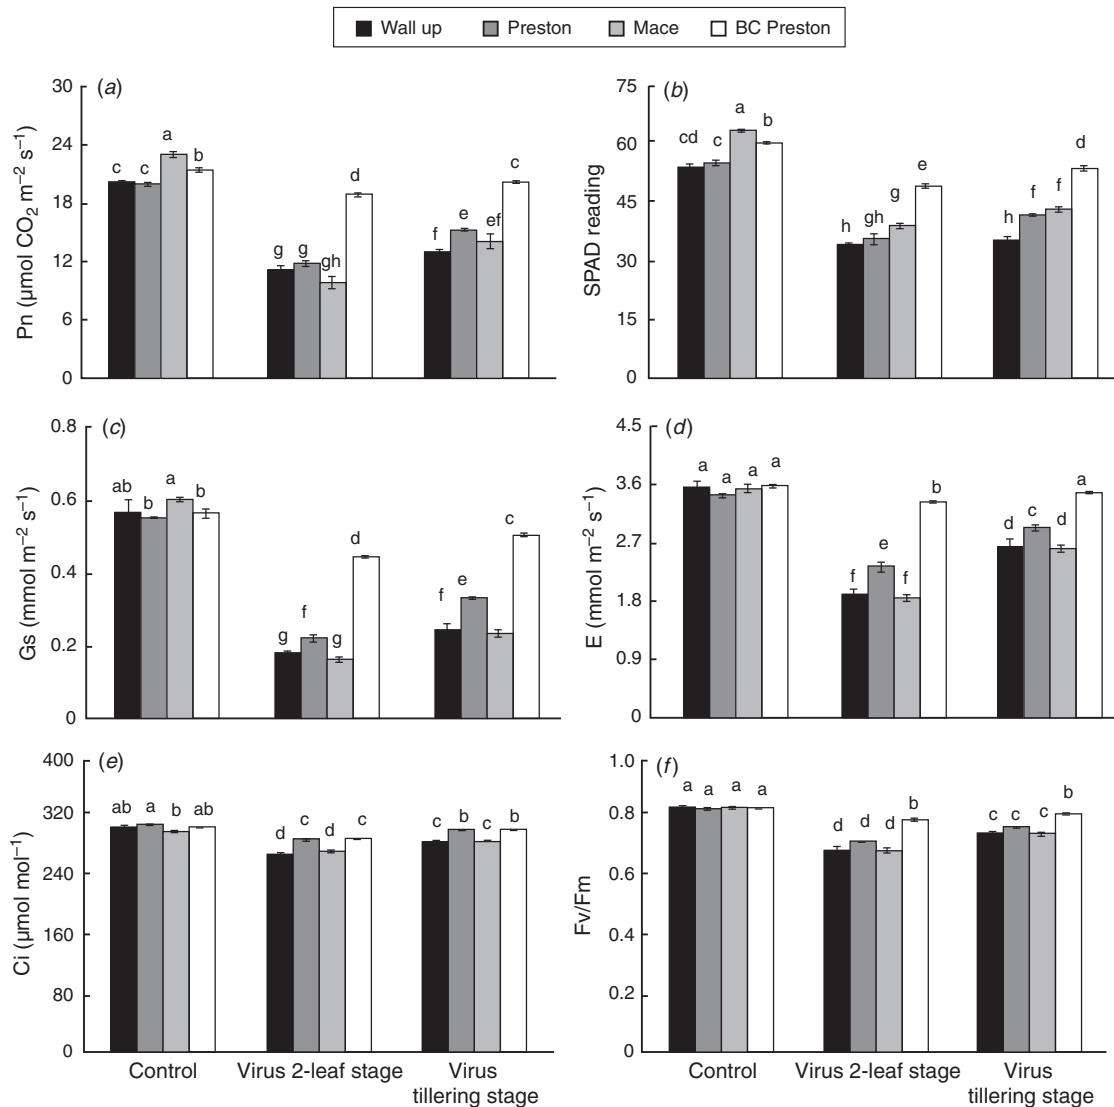 Wall up Preston Mace BC Preston
(a)
Pn (µmol CO₂ m⁻² s⁻¹)
30
24
18
12
6
0
c c a b
g g gh d
f e ef c
(b)
SPAD reading
75
60
45
30
15
0
cd c a b
h gh g e
h f f d
(c)
Gs (mmol m⁻² s⁻¹)
0.8
0.6
0.4
0.2
0
ab b a b
g f g d
f e f c
(d)
E (mmol m⁻² s⁻¹)
4.5
3.6
2.7
1.8
0.9
0
a a a a
f e f b
d c d a
(e)
Ci (µmol mol⁻¹)
400
320
240
160
80
0
ab a b ab
d c d c
c b c b
Control Virus 2-leaf stage Virus
tillering stage
(f)
Fv/Fm
1.0
0.8
0.6
0.4
0.2
0
a a a a
d d d b
c c c b
Control Virus 2-leaf stage Virus
tillering stage